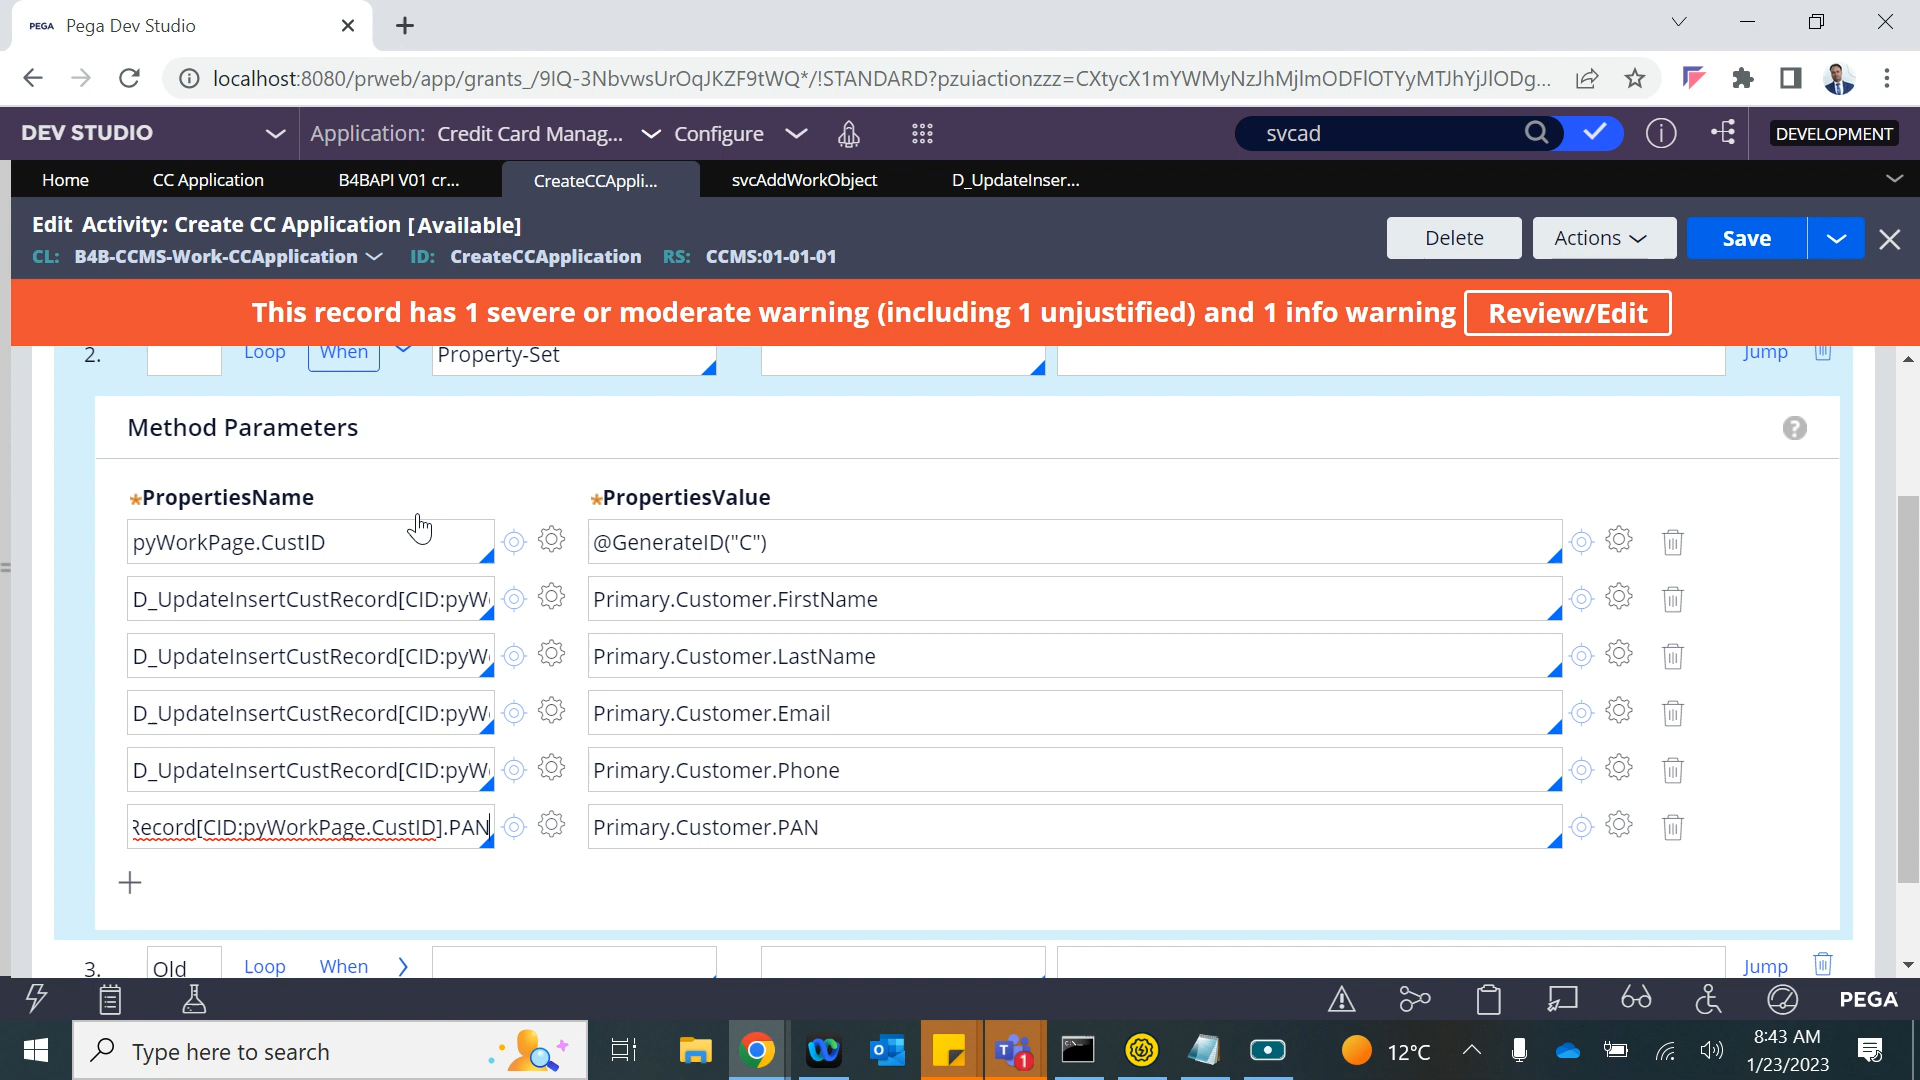 PEGA Pega Dev Studio
localhost:8080/prweb/app/grants_/9IQ-3NbvwsUrOqJKZF9tWQ*/!STANDARD?pzuiactionzzz=CXtycX1mYWMyNzJhMjlmODFlOTYyMTJhYjJlODg...
DEV STUDIO Application: Credit Card Manag... Configure svcad DEVELOPMENT
Home CC Application B4BAPI V01 cr... CreateCCAppli... svcAddWorkObject D_UpdateInser...
Edit Activity: Create CC Application [Available]
Delete Actions Save
CL: B4B-CCMS-Work-CCApplication ID: CreateCCApplication RS: CCMS:01-01-01
This record has 1 severe or moderate warning (including 1 unjustified) and 1 info warning Review/Edit
2. Loop When Property-Set Jump
Method Parameters ?
*PropertiesName *PropertiesValue
pyWorkPage.CustID @GenerateID("C")
D_UpdateInsertCustRecord[CID:pyW Primary.Customer.FirstName
D_UpdateInsertCustRecord[CID:pyW Primary.Customer.LastName
D_UpdateInsertCustRecord[CID:pyW Primary.Customer.Email
D_UpdateInsertCustRecord[CID:pyW Primary.Customer.Phone
Record[CID:pyWorkPage.CustID].PAN Primary.Customer.PAN
3. Old Loop When Jump
PEGA
Type here to search 1 12°C 8:43 AM
1/23/2023